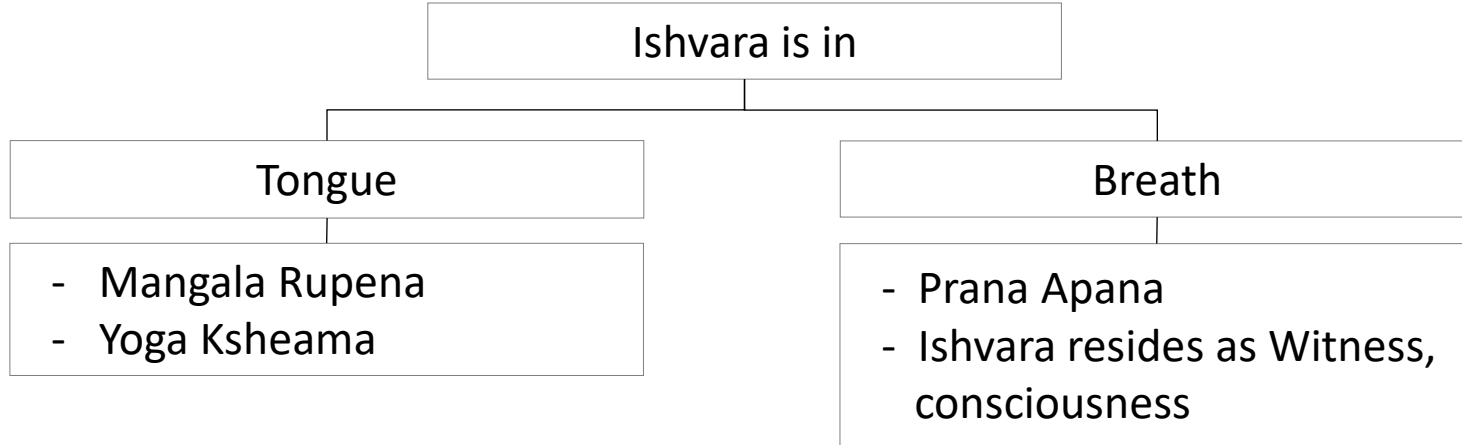 Ishvara is in
Tongue
- Mangala Rupena
- Yoga Ksheama
Breath
- Prana Apana
- Ishvara resides as Witness,
consciousness